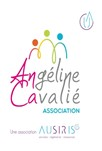 Angéline
Cavalié
ASSOCIATION
Une association
AUSIRIS